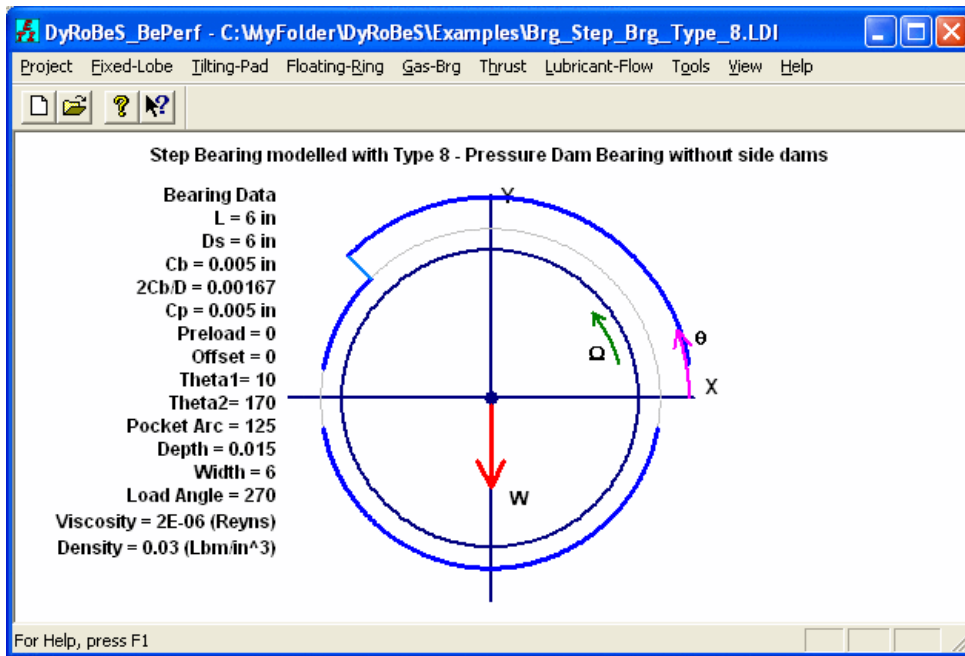 DyRoBeS_BePerf - C:\MyFolder\DyRoBeS\Examples\Brg_Step_Brg_Type_8.LDI
Project Fixed-Lobe Tilting-Pad Floating-Ring Gas-Brg Thrust Lubricant-Flow Tools View Help
Step Bearing modelled with Type 8 - Pressure Dam Bearing without side dams
Bearing Data
L = 6 in
Ds = 6 in
Cb = 0.005 in
2Cb/D = 0.00167
Cp = 0.005 in
Preload = 0
Offset = 0
Theta1= 10
Theta2= 170
Pocket Arc = 125
Depth = 0.015
Width = 6
Load Angle = 270
Viscosity = 2E-06 (Reyns)
Density = 0.03 (Lbm/in^3)
Y
Ω
θ
X
W
For Help, press F1